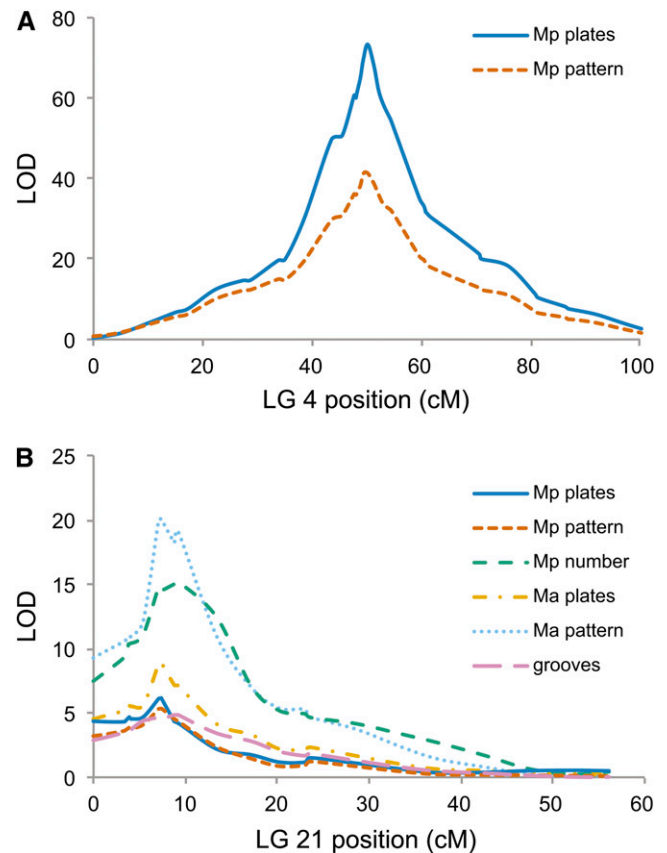 A
80
60
40
20
0
LOD
Mp plates
Mp pattern
0 20 40 60 80 100
LG 4 position (cM)
B
25
20
15
10
5
0
LOD
Mp plates
Mp pattern
Mp number
Ma plates
Ma pattern
grooves
0 10 20 30 40 50 60
LG 21 position (cM)